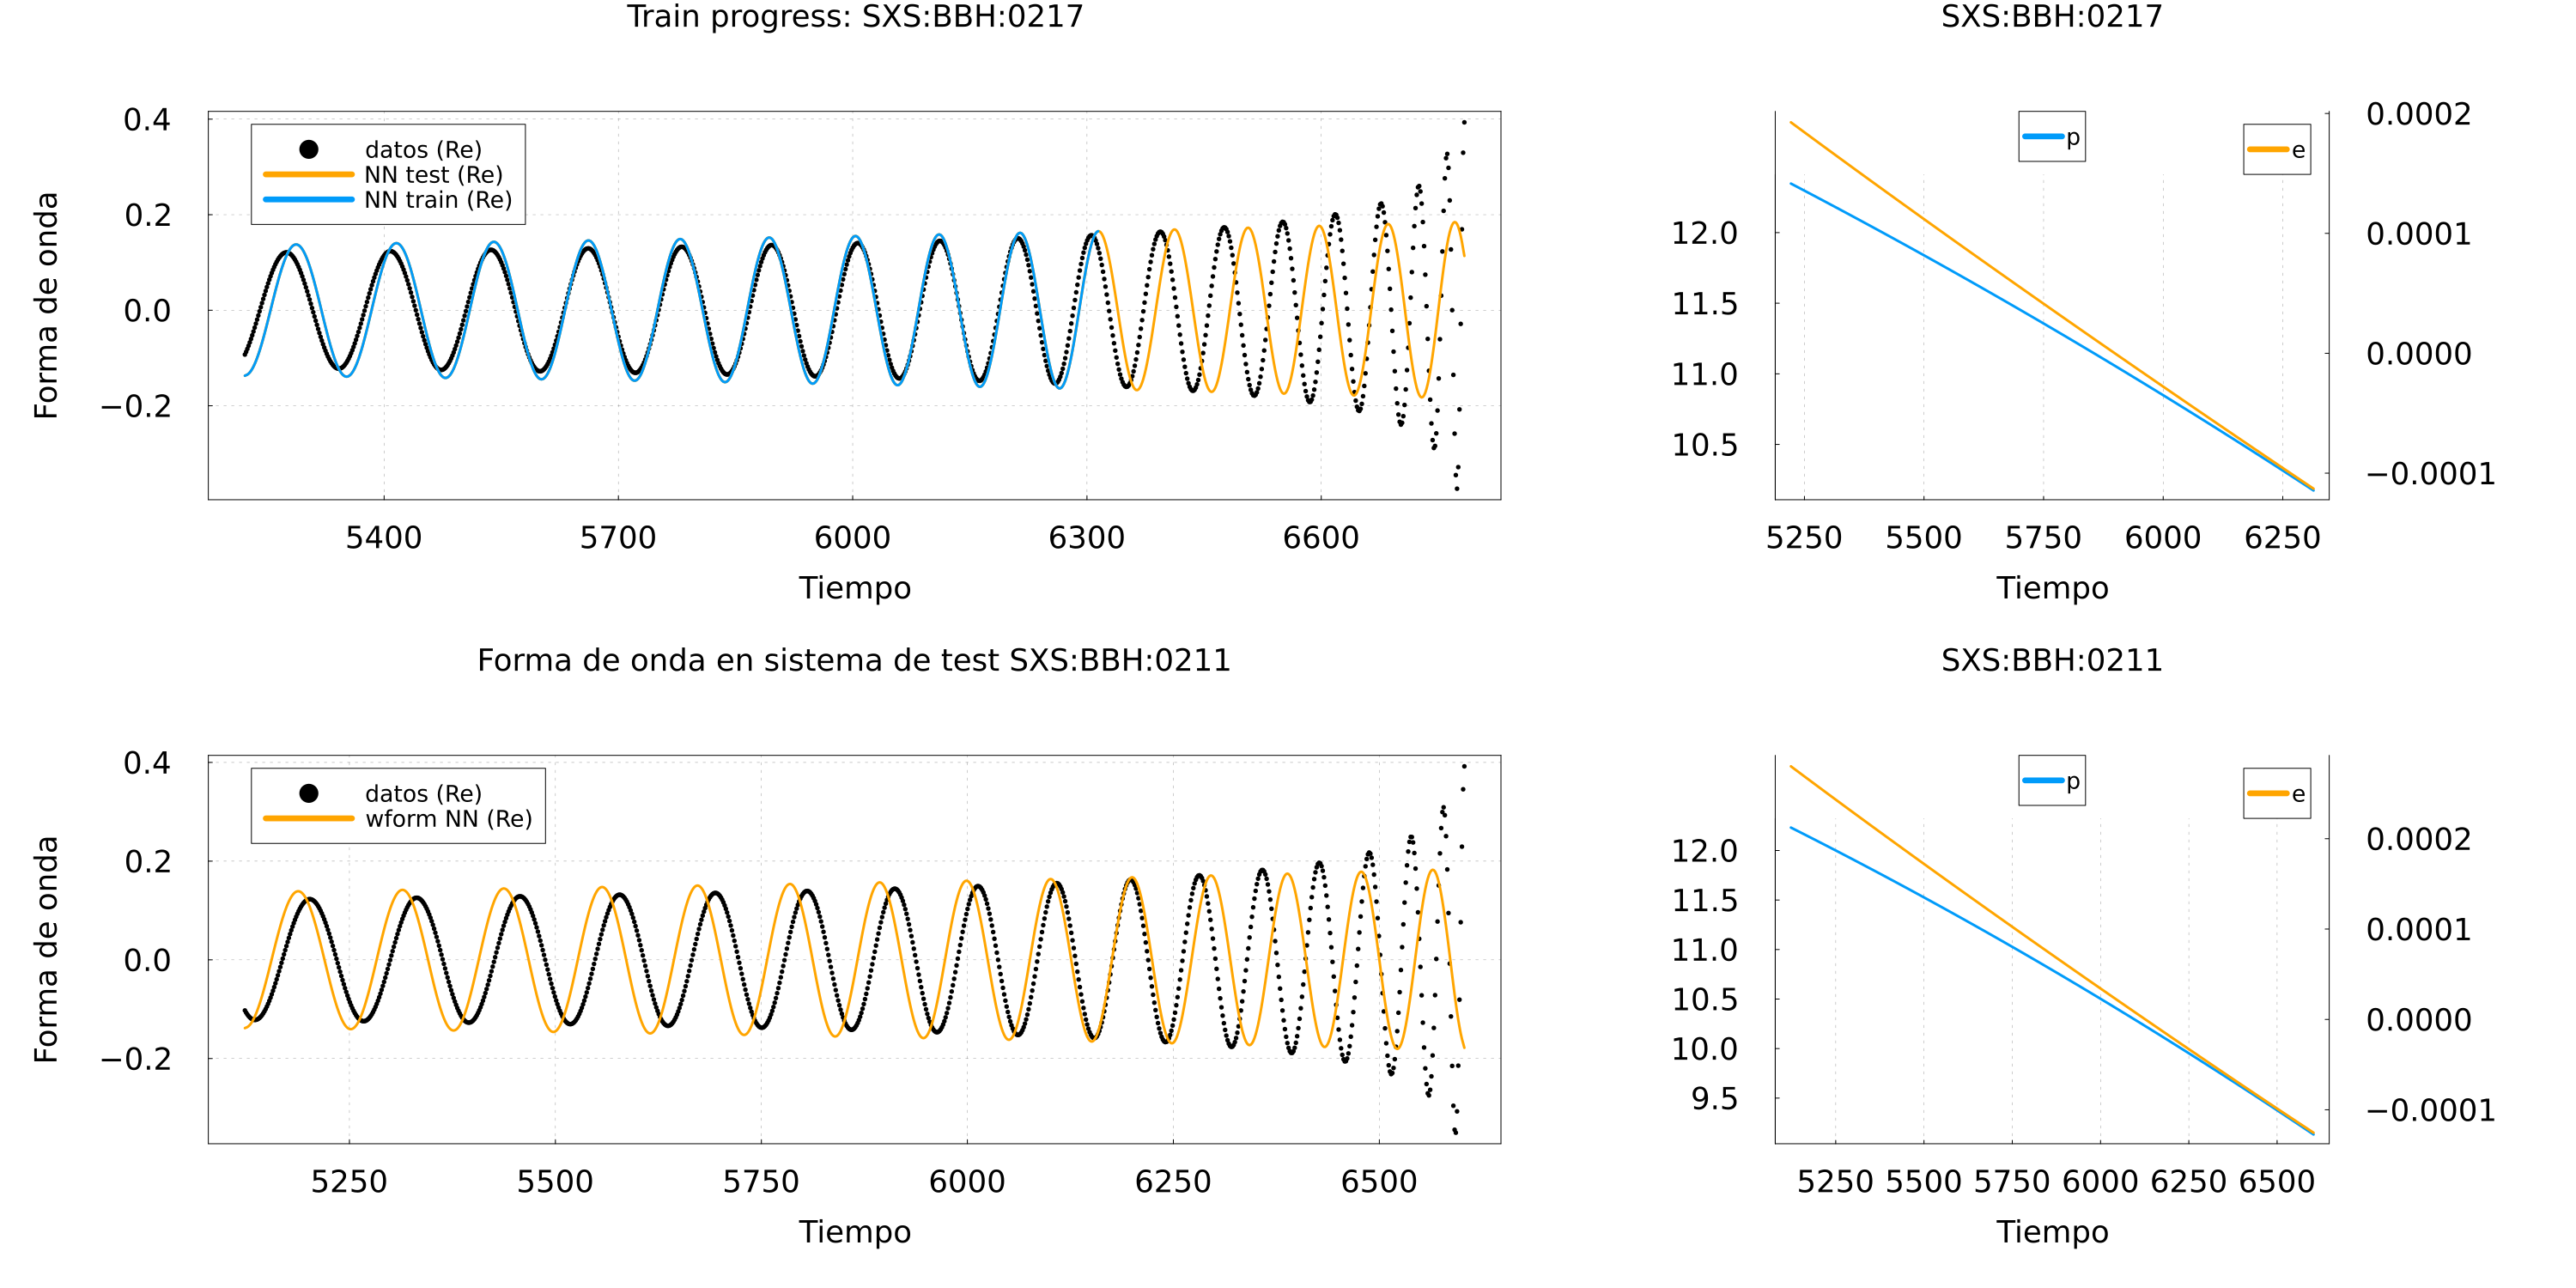 Train progress: SXS:BBH:0217
0.4
0.2
0.0
−0.2
Forma de onda
datos (Re)
NN test (Re)
NN train (Re)
5400 5700 6000 6300 6600
Tiempo
SXS:BBH:0217
12.0
11.5
11.0
10.5
p
e
0.0002
0.0001
0.0000
−0.0001
5250 5500 5750 6000 6250
Tiempo
Forma de onda en sistema de test SXS:BBH:0211
0.4
0.2
0.0
−0.2
Forma de onda
datos (Re)
wform NN (Re)
5250 5500 5750 6000 6250 6500
Tiempo
SXS:BBH:0211
12.0
11.5
11.0
10.5
10.0
9.5
p
e
0.0002
0.0001
0.0000
−0.0001
5250 5500 5750 6000 6250 6500
Tiempo